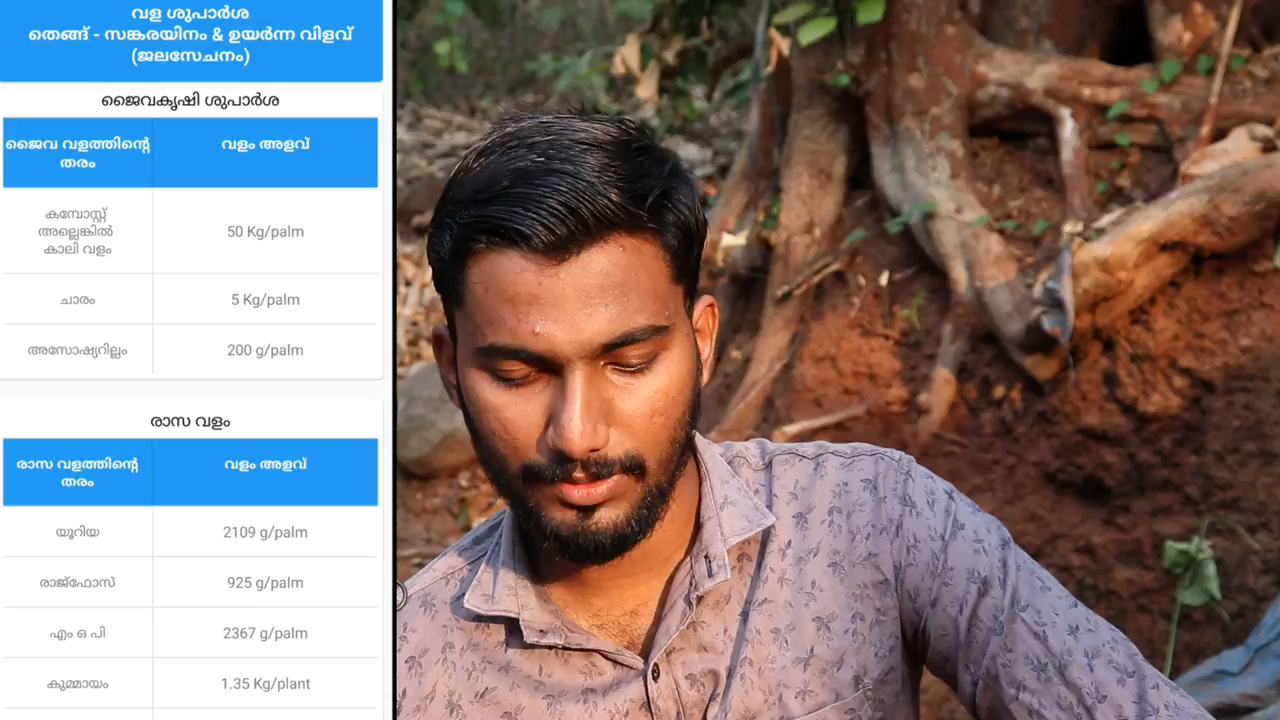 വള ശുപാർശ
തെങ്ങ് - സങ്കരയിനം & ഉയർന്ന വിളവ്
(ജലസേചനം)
ജൈവകൃഷി ശുപാർശ
ജൈവ വളത്തിന്റെ തരം
വളം അളവ്
കമ്പോസ്റ്റ്
അല്ലെങ്കിൽ
കാലി വളം
50 Kg/palm
ചാരം
5 Kg/palm
അസോഷ്യറില്ലം
200 g/palm
രാസ വളം
രാസ വളത്തിന്റെ
തരം
വളം അളവ്
യൂറിയ
2109 g/palm
രാജ്ഫോസ്
925 g/palm
എം ഒ പി
2367 g/palm
കുമ്മായം
1.35 Kg/plant